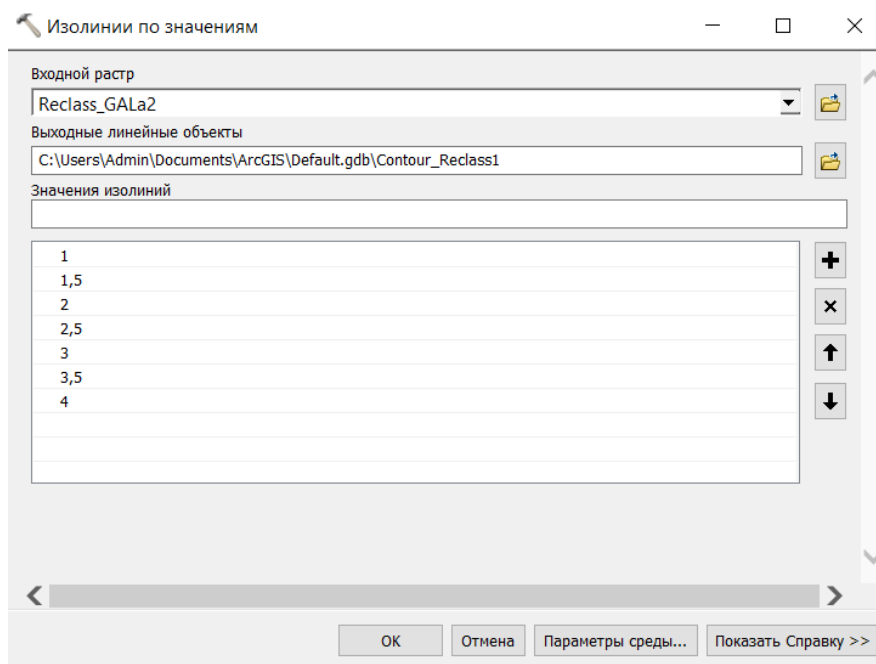 Изолинии по значениям
Входной растр
Reclass_GALa2
Выходные линейные объекты
C:\Users\Admin\Documents\ArcGIS\Default.gdb\Contour_Reclass1
Значения изолиний
1
1,5
2
2,5
3
3,5
4
ОК
Отмена
Параметры среды...
Показать Справку >>